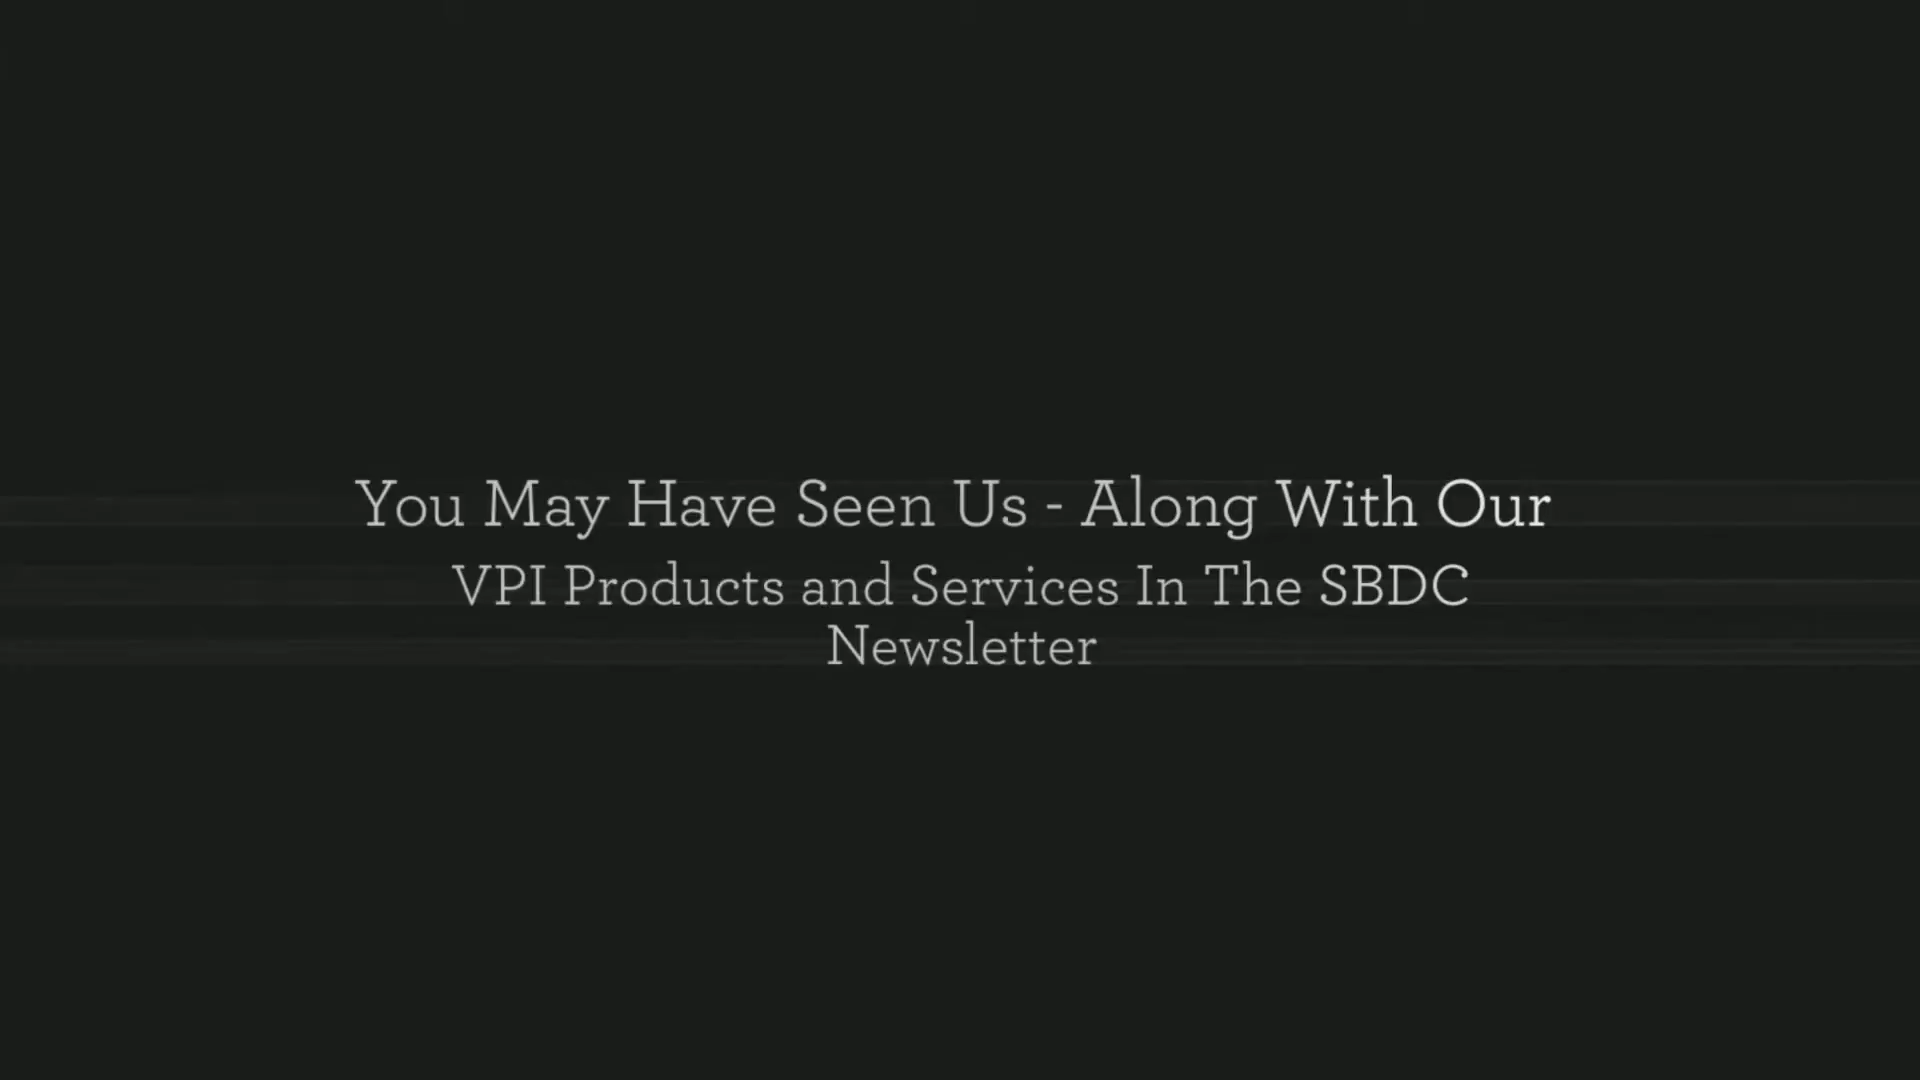 You May Have Seen Us - Along With Our
VPI Products and Services In The SBDC
Newsletter